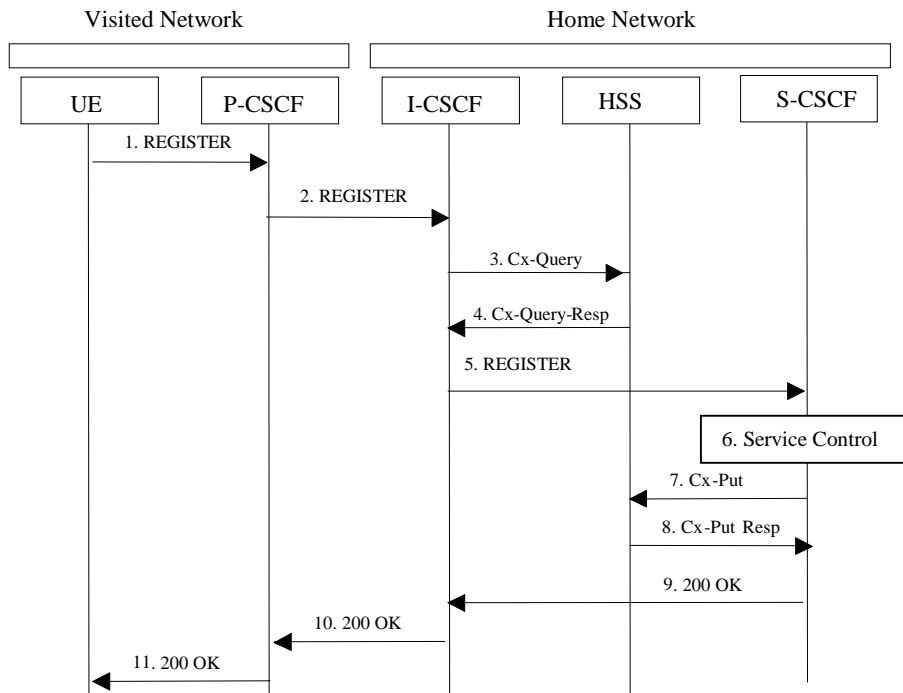 Visited Network
Home Network
UE
P-CSCF
I-CSCF
HSS
S-CSCF
1. REGISTER
2. REGISTER
3. Cx-Query
4. Cx-Query-Resp
5. REGISTER
6. Service Control
7. Cx-Put
8. Cx-Put Resp
9. 200 OK
10. 200 OK
11. 200 OK